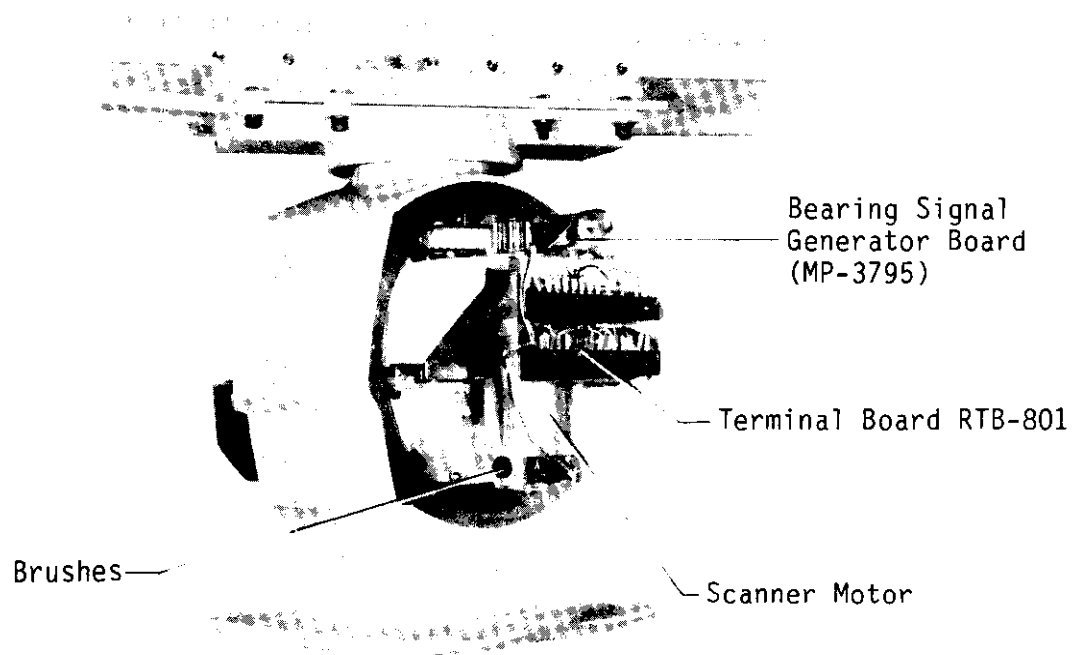 Bearing Signal
Generator Board
(MP-3795)
Terminal Board RTB-801
Brushes
Scanner Motor